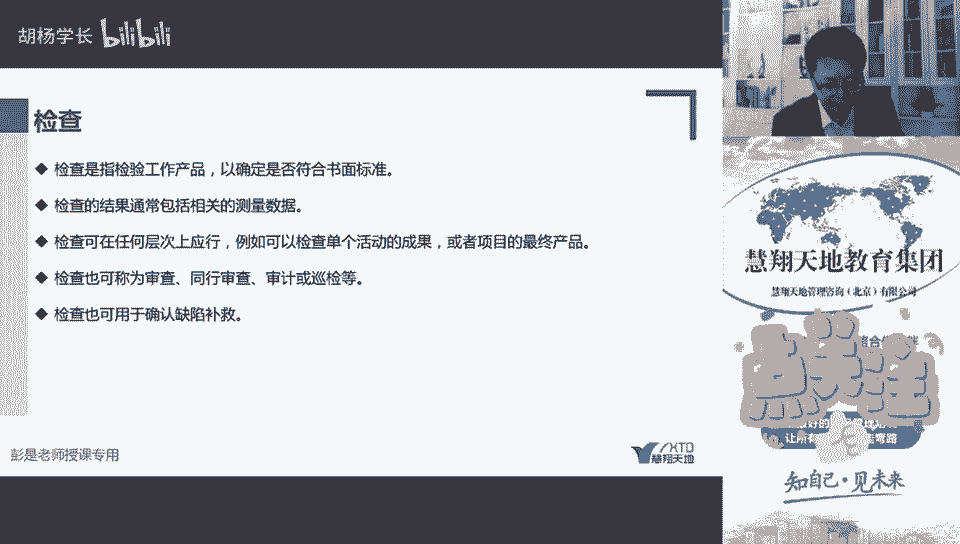 胡杨学长 bilibili
检查
◆ 检查是指检验工作产品，以确定是否符合书面标准。
◆ 检查的结果通常包括相关的测量数据。
◆ 检查可在任何层次上应行，例如可以检查单个活动的成果，或者项目的最终产品。
◆ 检查也可称为审查、同行审查、审计或巡检等。
◆ 检查也可用于确认缺陷补救。
彭是老师授课专用
XTD
慧翔天地
慧翔天地教育集团
慧翔天地管理咨询（北京）有限公司
点关注
知自己·见未来